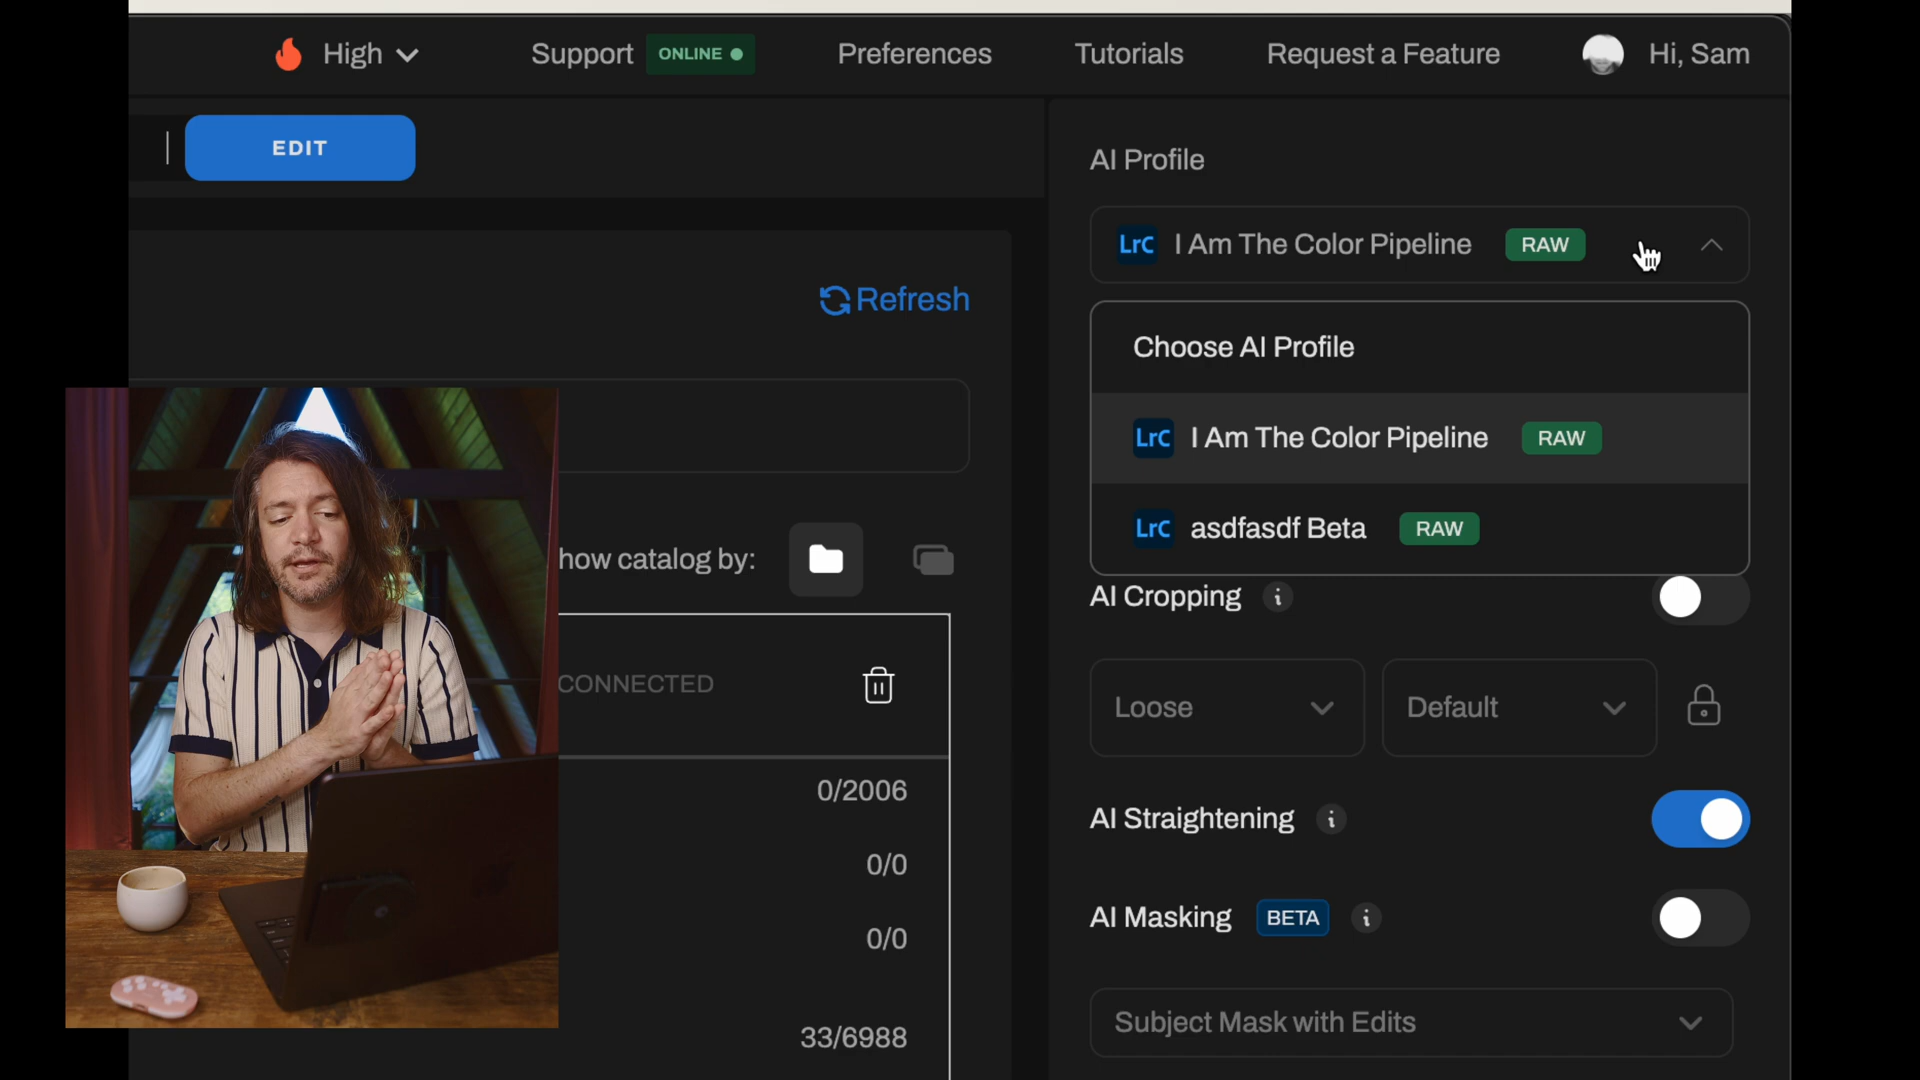 High
Support
ONLINE
Preferences
Tutorials
Request a Feature
Hi, Sam
EDIT
Refresh
how catalog by:
CONNECTED
0/2006
0/0
0/0
33/6988
AI Profile
LrC I Am The Color Pipeline RAW
Choose AI Profile
LrC I Am The Color Pipeline RAW
LrC asdfasdf Beta RAW
AI Cropping i
Loose
Default
AI Straightening i
AI Masking BETA i
Subject Mask with Edits